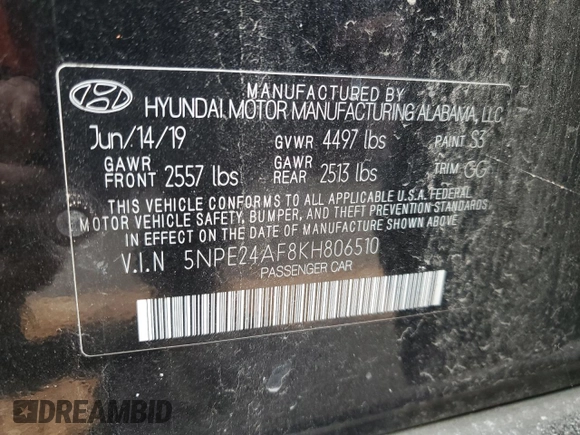 MANUFACTURED BY
HYUNDAI MOTOR MANUFACTURING ALABAMA, LLC
Jun/14/19 GVWR 4497 lbs PAINT S3
GAWR FRONT 2557 lbs GAWR REAR 2513 lbs TRIM GG
THIS VEHICLE CONFORMS TO ALL APPLICABLE U.S.A. FEDERAL
MOTOR VEHICLE SAFETY, BUMPER, AND THEFT PREVENTION STANDARDS
IN EFFECT ON THE DATE OF MANUFACTURE SHOWN ABOVE.
V.I.N 5NPE24AF8KH806510
PASSENGER CAR
DREAMBID